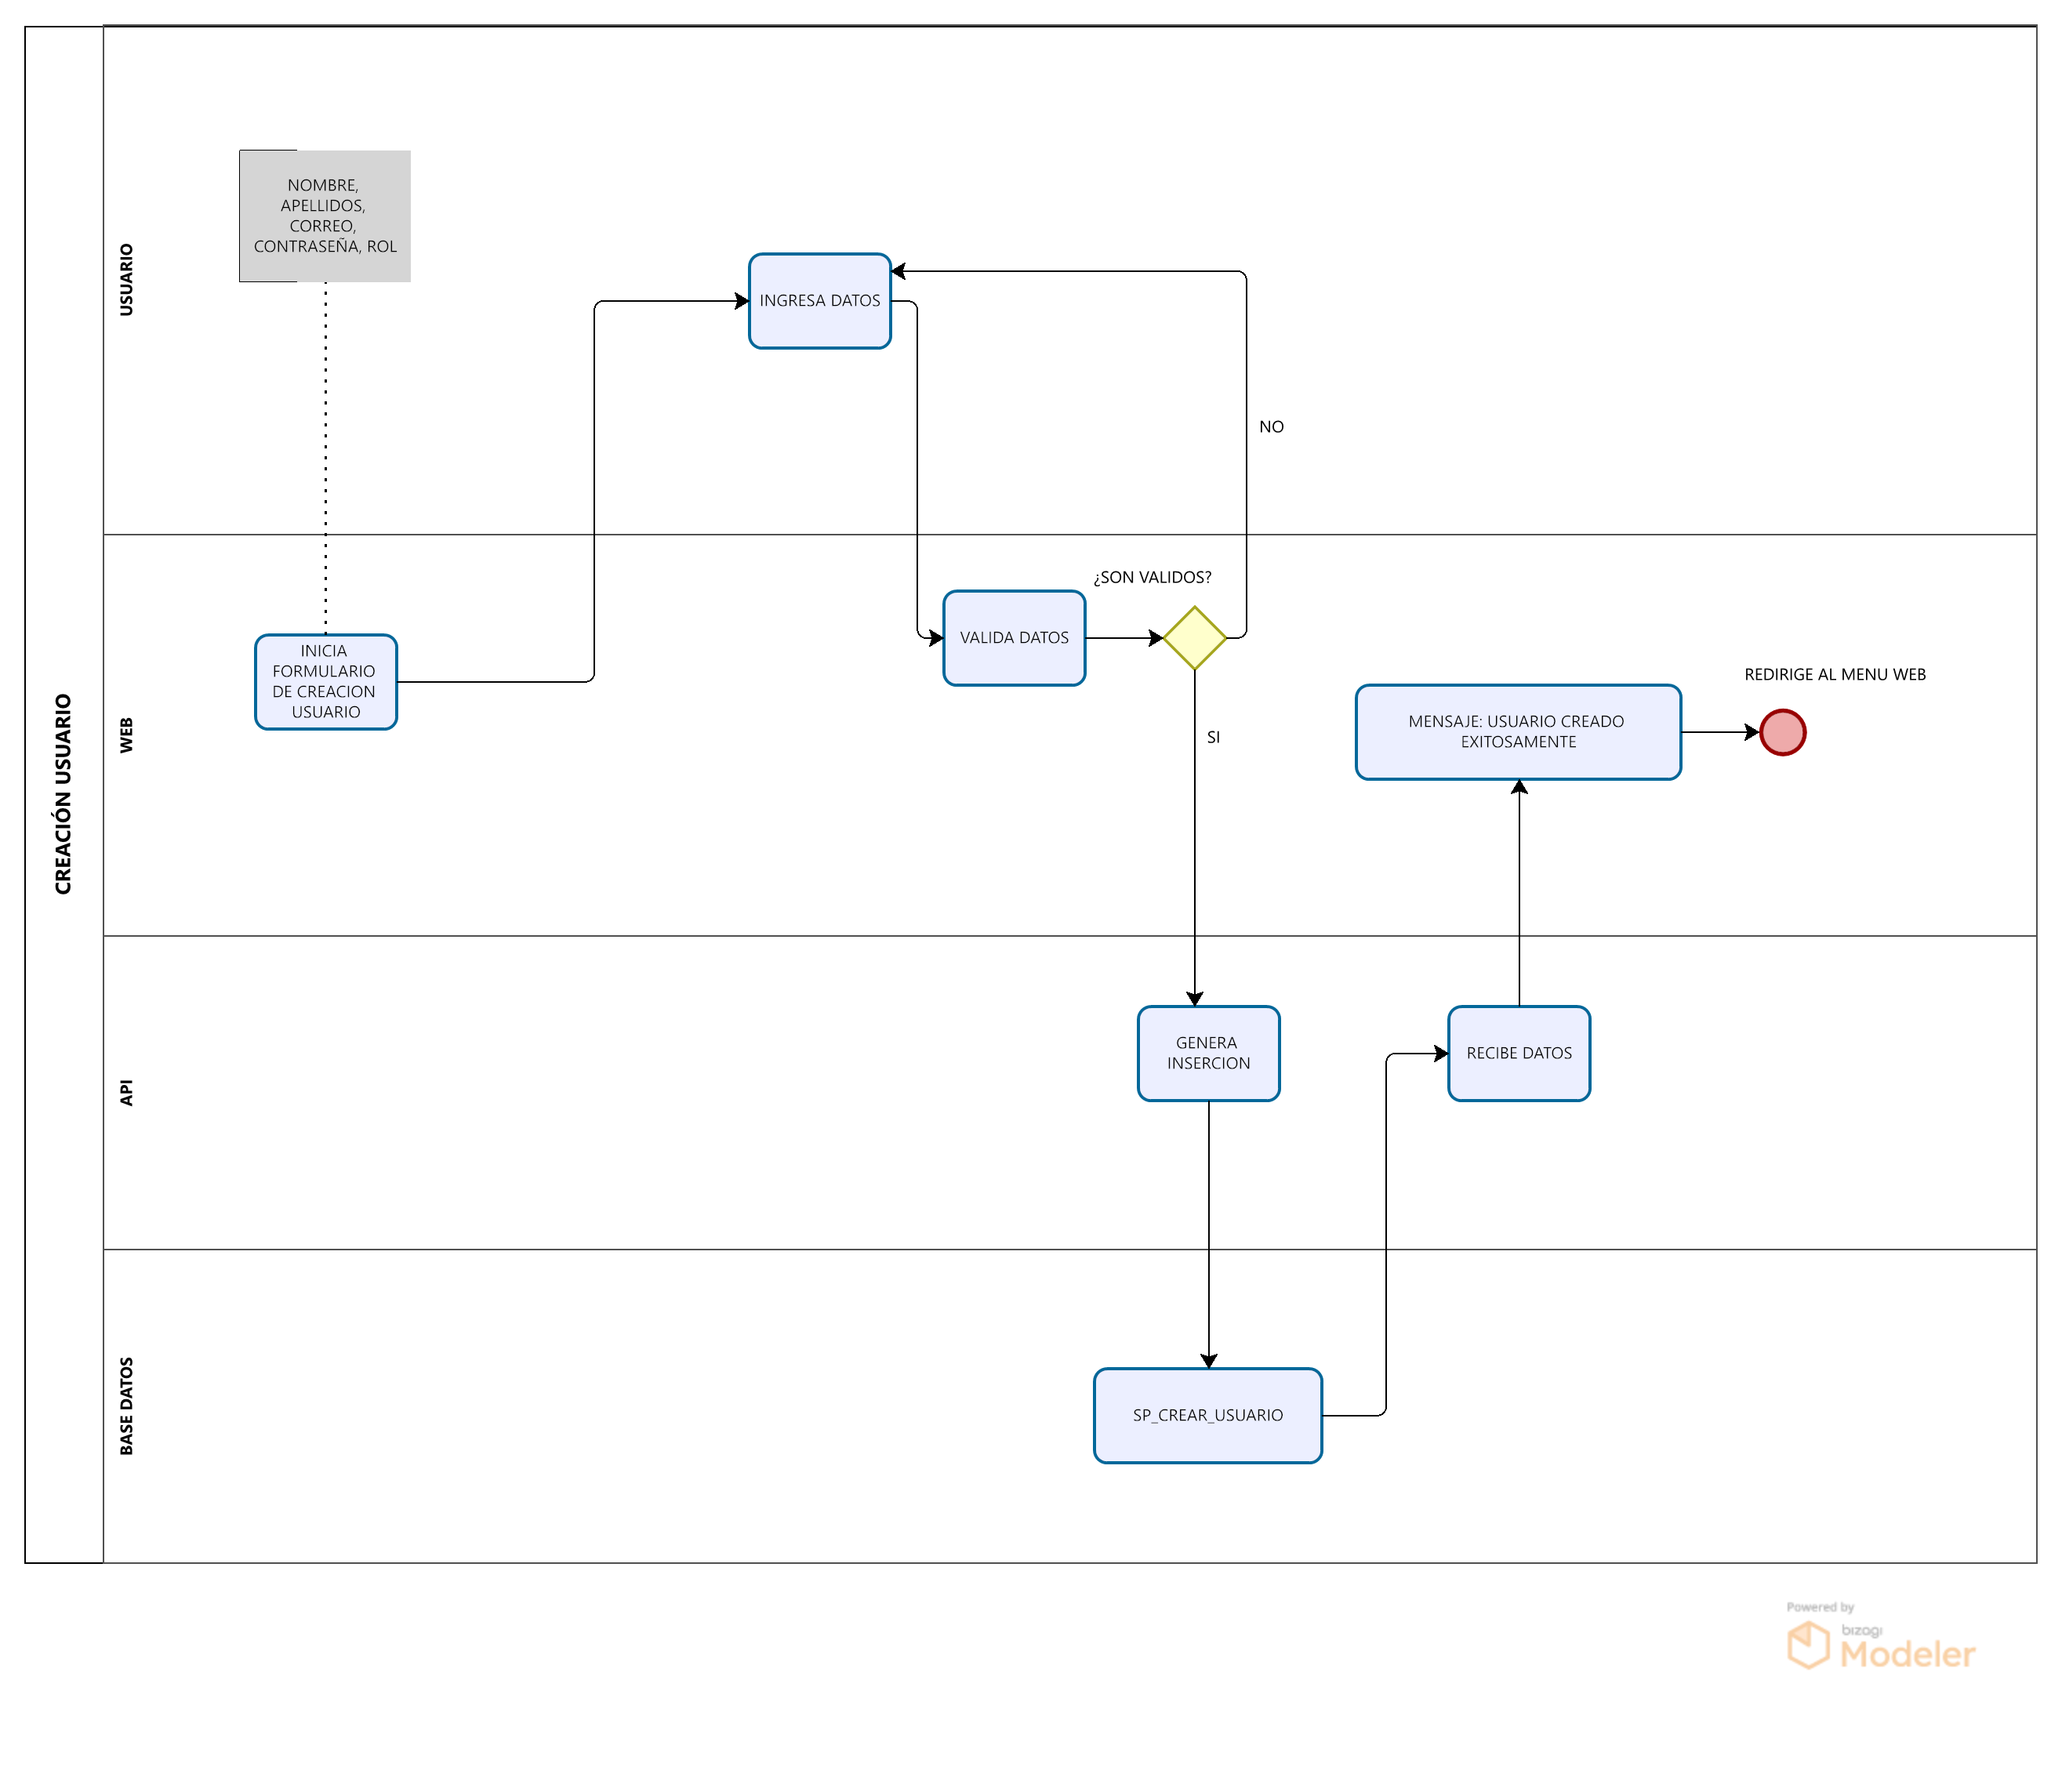 CREACIÓN USUARIO
USUARIO
NOMBRE,
APELLIDOS,
CORREO,
CONTRASEÑA, ROL
INGRESA DATOS
NO
WEB
INICIA
FORMULARIO
DE CREACION
USUARIO
VALIDA DATOS
¿SON VALIDOS?
SI
MENSAJE: USUARIO CREADO
EXITOSAMENTE
REDIRIGE AL MENU WEB
API
GENERA
INSERCION
RECIBE DATOS
BASE DATOS
SP_CREAR_USUARIO
Powered by
bizagi
Modeler